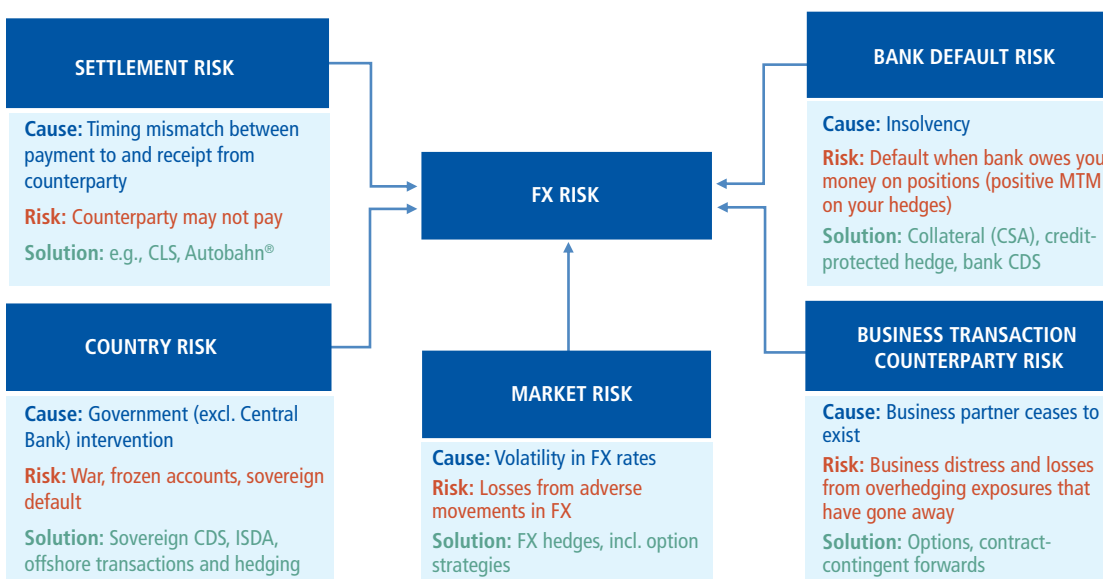 SETTLEMENT RISK
Cause: Timing mismatch between
payment to and receipt from
counterparty
Risk: Counterparty may not pay
Solution: e.g., CLS, Autobahn®
COUNTRY RISK
Cause: Government (excl. Central
Bank) intervention
Risk: War, frozen accounts, sovereign
default
Solution: Sovereign CDS, ISDA,
offshore transactions and hedging
FX RISK
MARKET RISK
Cause: Volatility in FX rates
Risk: Losses from adverse
movements in FX
Solution: FX hedges, incl. option
strategies
BANK DEFAULT RISK
Cause: Insolvency
Risk: Default when bank owes you
money on positions (positive MTM
on your hedges)
Solution: Collateral (CSA), credit-
protected hedge, bank CDS
BUSINESS TRANSACTION
COUNTERPARTY RISK
Cause: Business partner ceases to
exist
Risk: Business distress and losses
from overhedging exposures that
have gone away
Solution: Options, contract-
contingent forwards